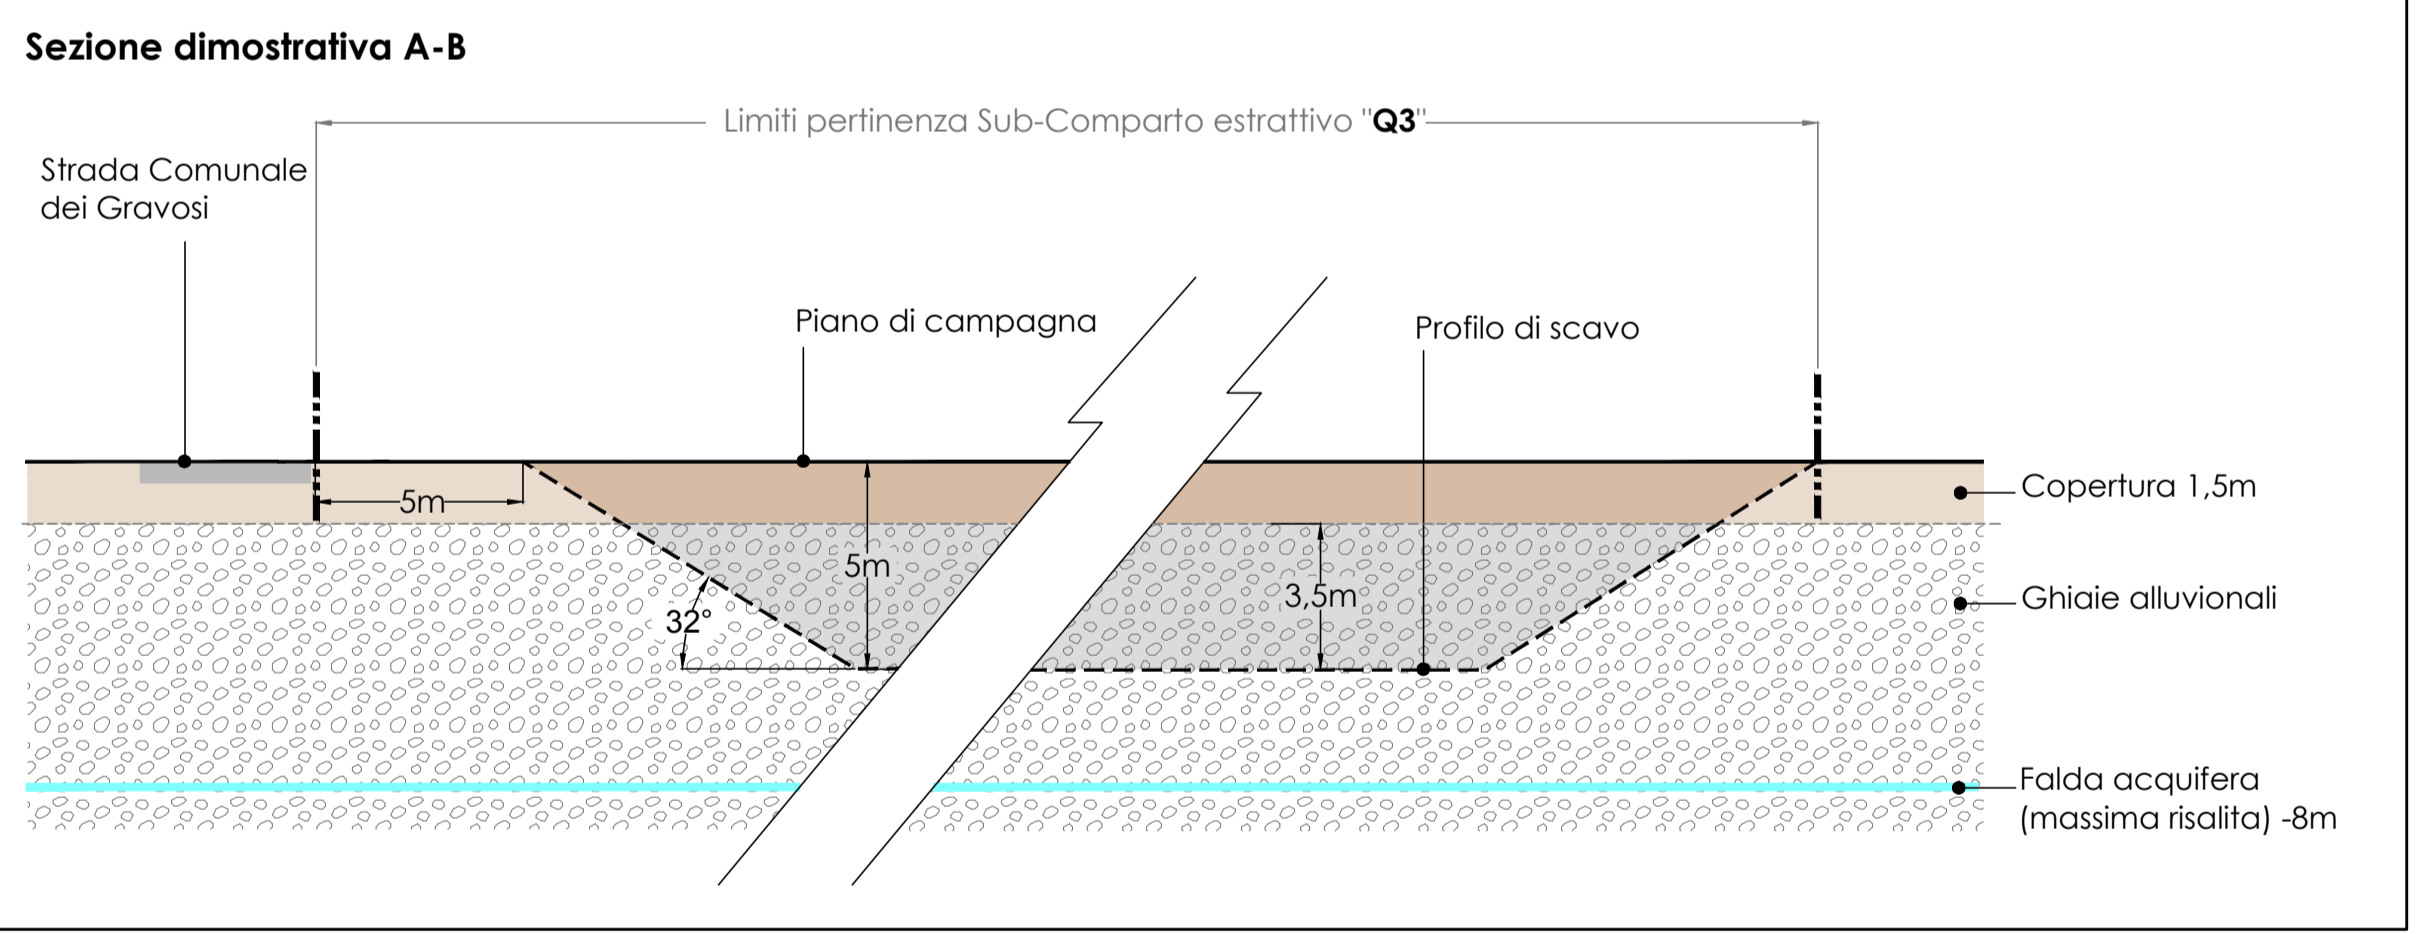 Sezione dimostrativa A-B
Limiti pertinenza Sub-Comparto estrattivo "Q3"
Strada Comunale
dei Gravosi
Piano di campagna
Profilo di scavo
Copertura 1,5m
5m
5m
3,5m
32°
Ghiaie alluvionali
Falda acquifera
(massima risalita) -8m